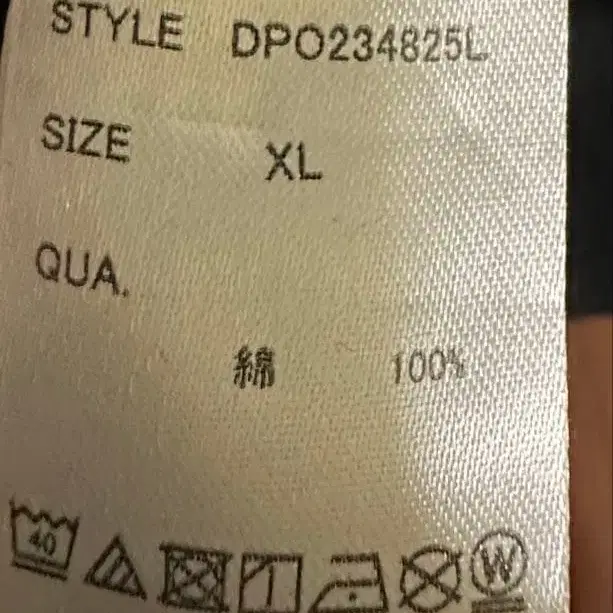 STYLE DPO234825L
SIZE XL
QUA.
綿 100%
40 W